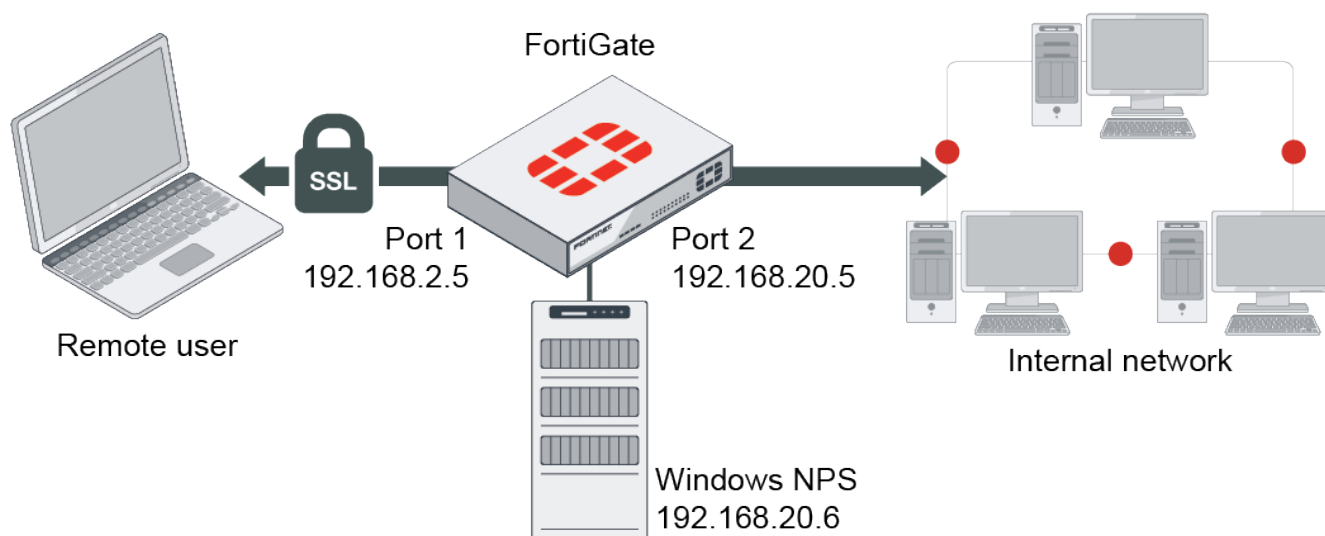 FortiGate
SSL
FORTINET
Port 1
192.168.2.5
Port 2
192.168.20.5
Remote user
Internal network
Windows NPS
192.168.20.6